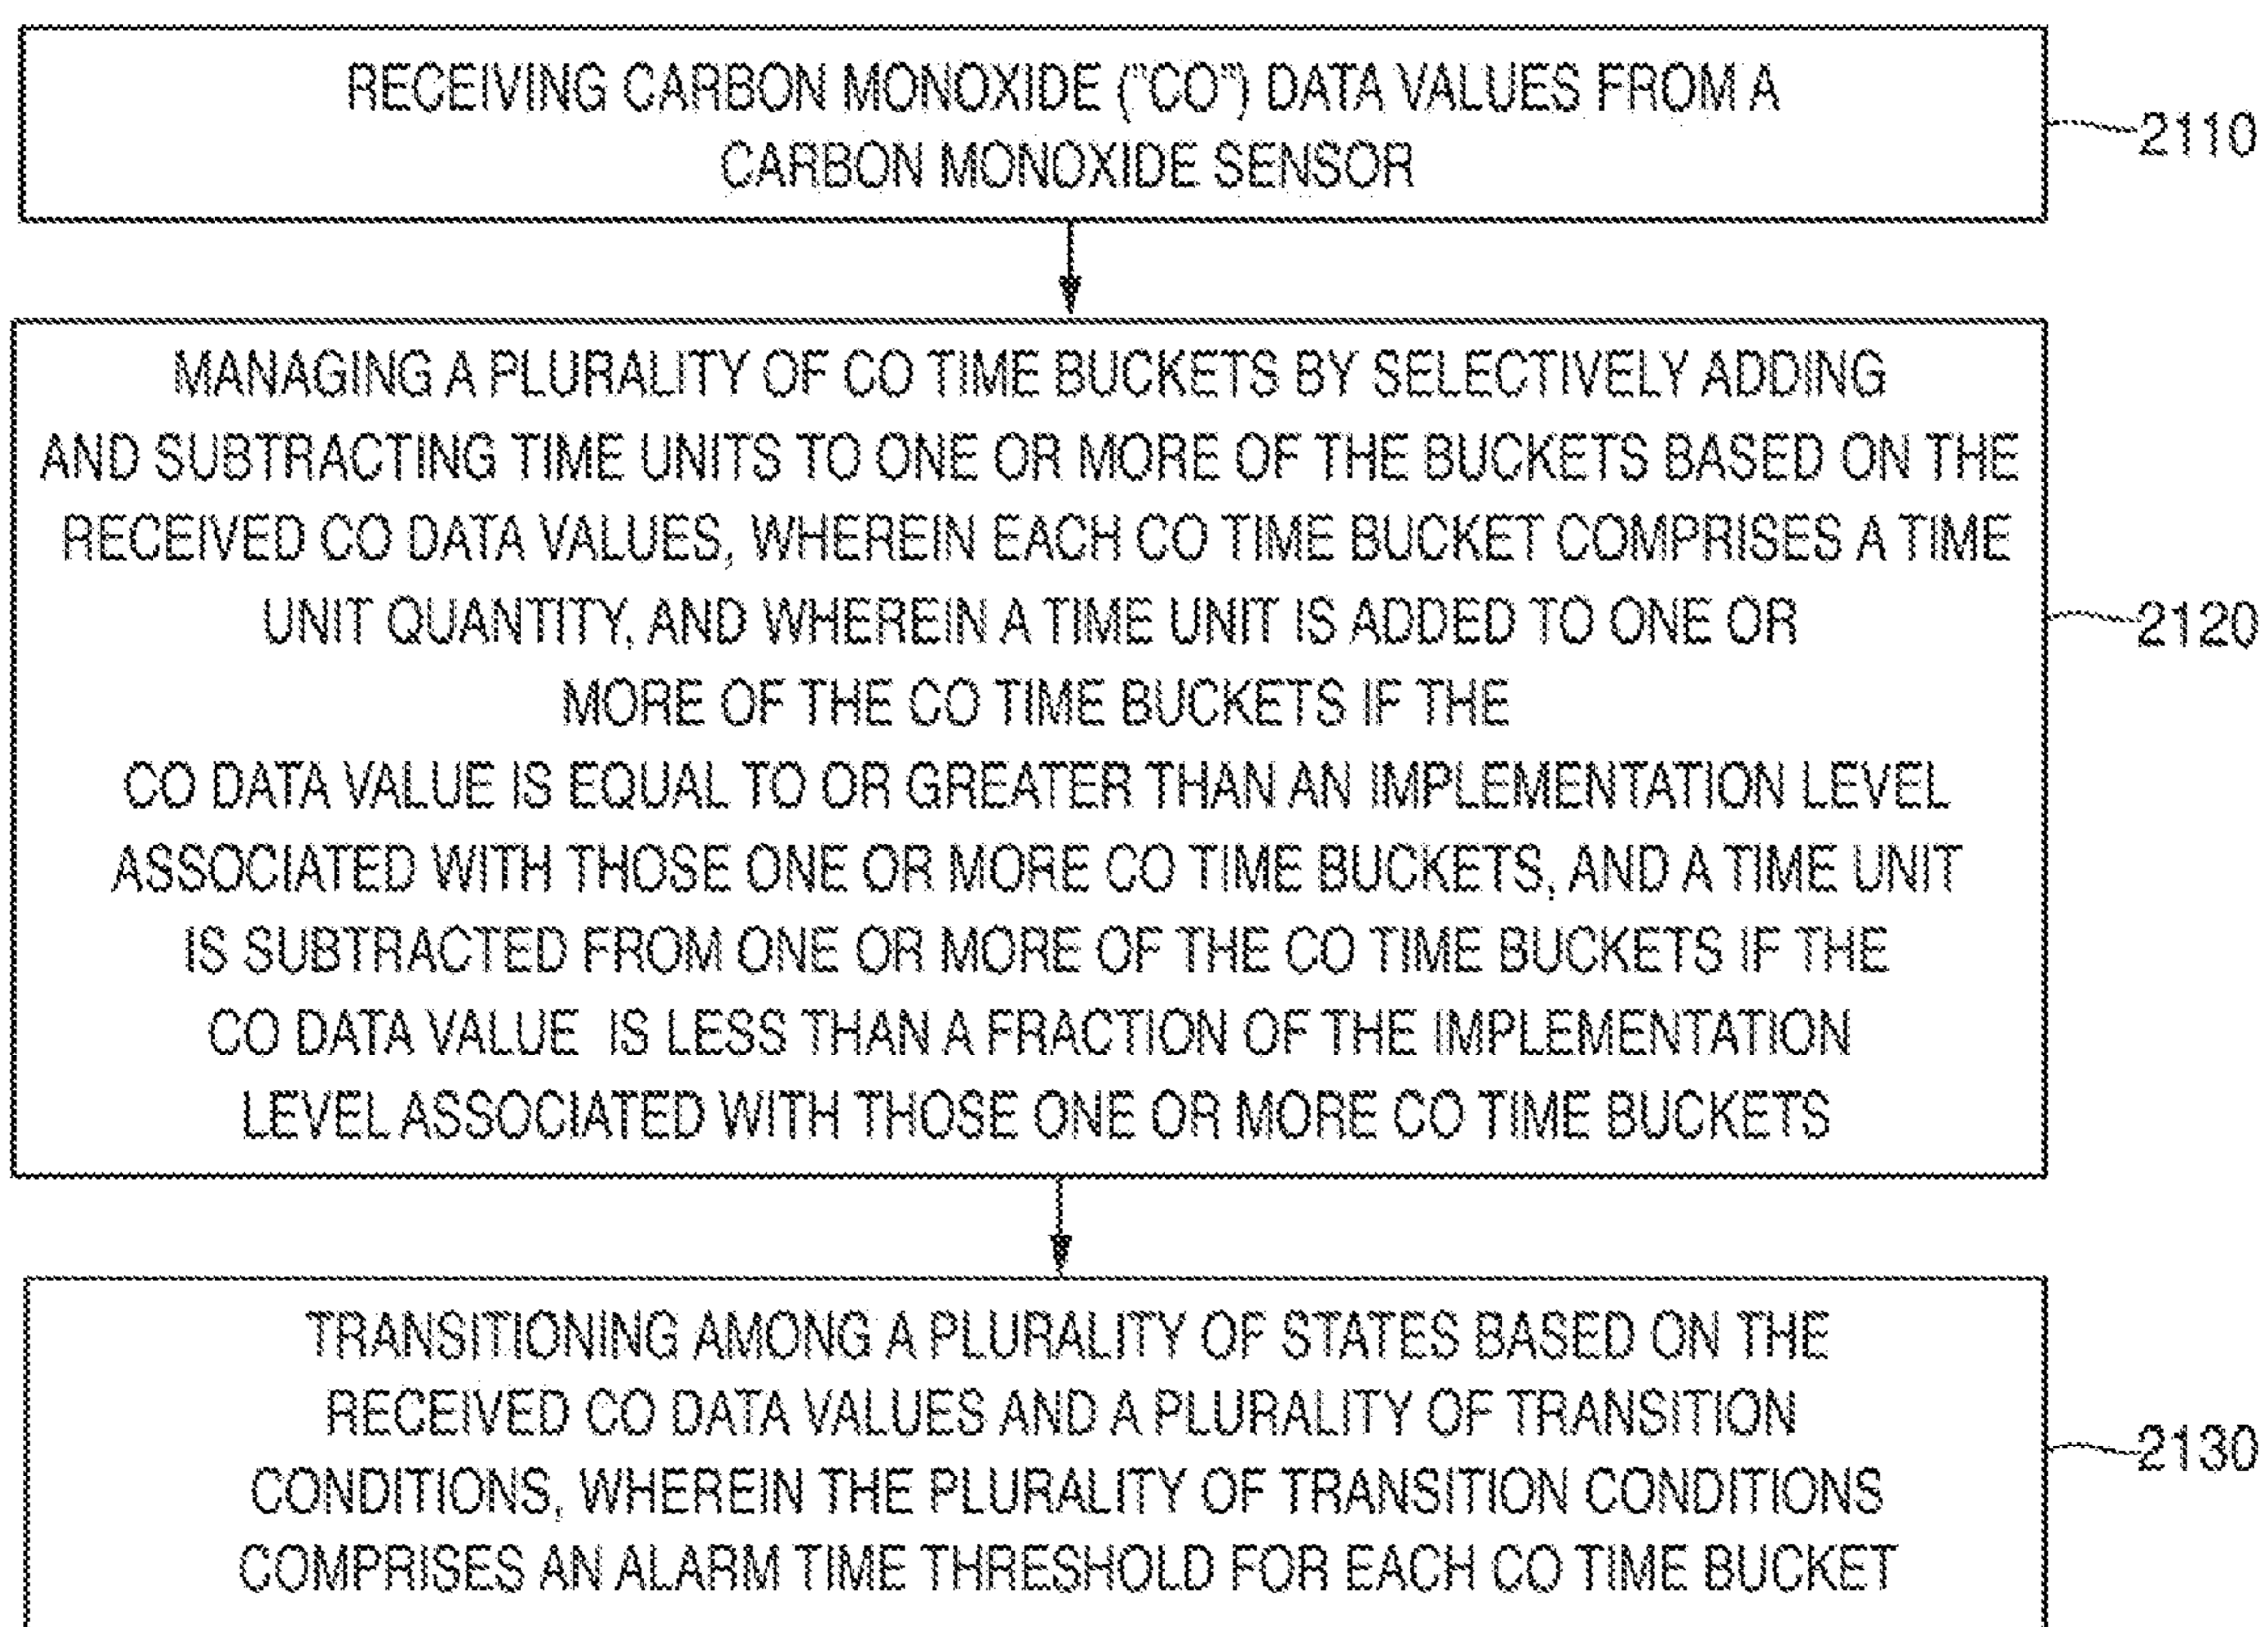 RECEIVING CARBON MONOXIDE ("CO") DATA VALUES FROM A
CARBON MONOXIDE SENSOR
2110
MANAGING A PLURALITY OF CO TIME BUCKETS BY SELECTIVELY ADDING
AND SUBTRACTING TIME UNITS TO ONE OR MORE OF THE BUCKETS BASED ON THE
RECEIVED CO DATA VALUES, WHEREIN EACH CO TIME BUCKET COMPRISES A TIME
UNIT QUANTITY, AND WHEREIN A TIME UNIT IS ADDED TO ONE OR
MORE OF THE CO TIME BUCKETS IF THE
CO DATA VALUE IS EQUAL TO OR GREATER THAN AN IMPLEMENTATION LEVEL
ASSOCIATED WITH THOSE ONE OR MORE CO TIME BUCKETS, AND A TIME UNIT
IS SUBTRACTED FROM ONE OR MORE OF THE CO TIME BUCKETS IF THE
CO DATA VALUE IS LESS THAN A FRACTION OF THE IMPLEMENTATION
LEVEL ASSOCIATED WITH THOSE ONE OR MORE CO TIME BUCKETS
2120
TRANSITIONING AMONG A PLURALITY OF STATES BASED ON THE
RECEIVED CO DATA VALUES AND A PLURALITY OF TRANSITION
CONDITIONS, WHEREIN THE PLURALITY OF TRANSITION CONDITIONS
COMPRISES AN ALARM TIME THRESHOLD FOR EACH CO TIME BUCKET
2130